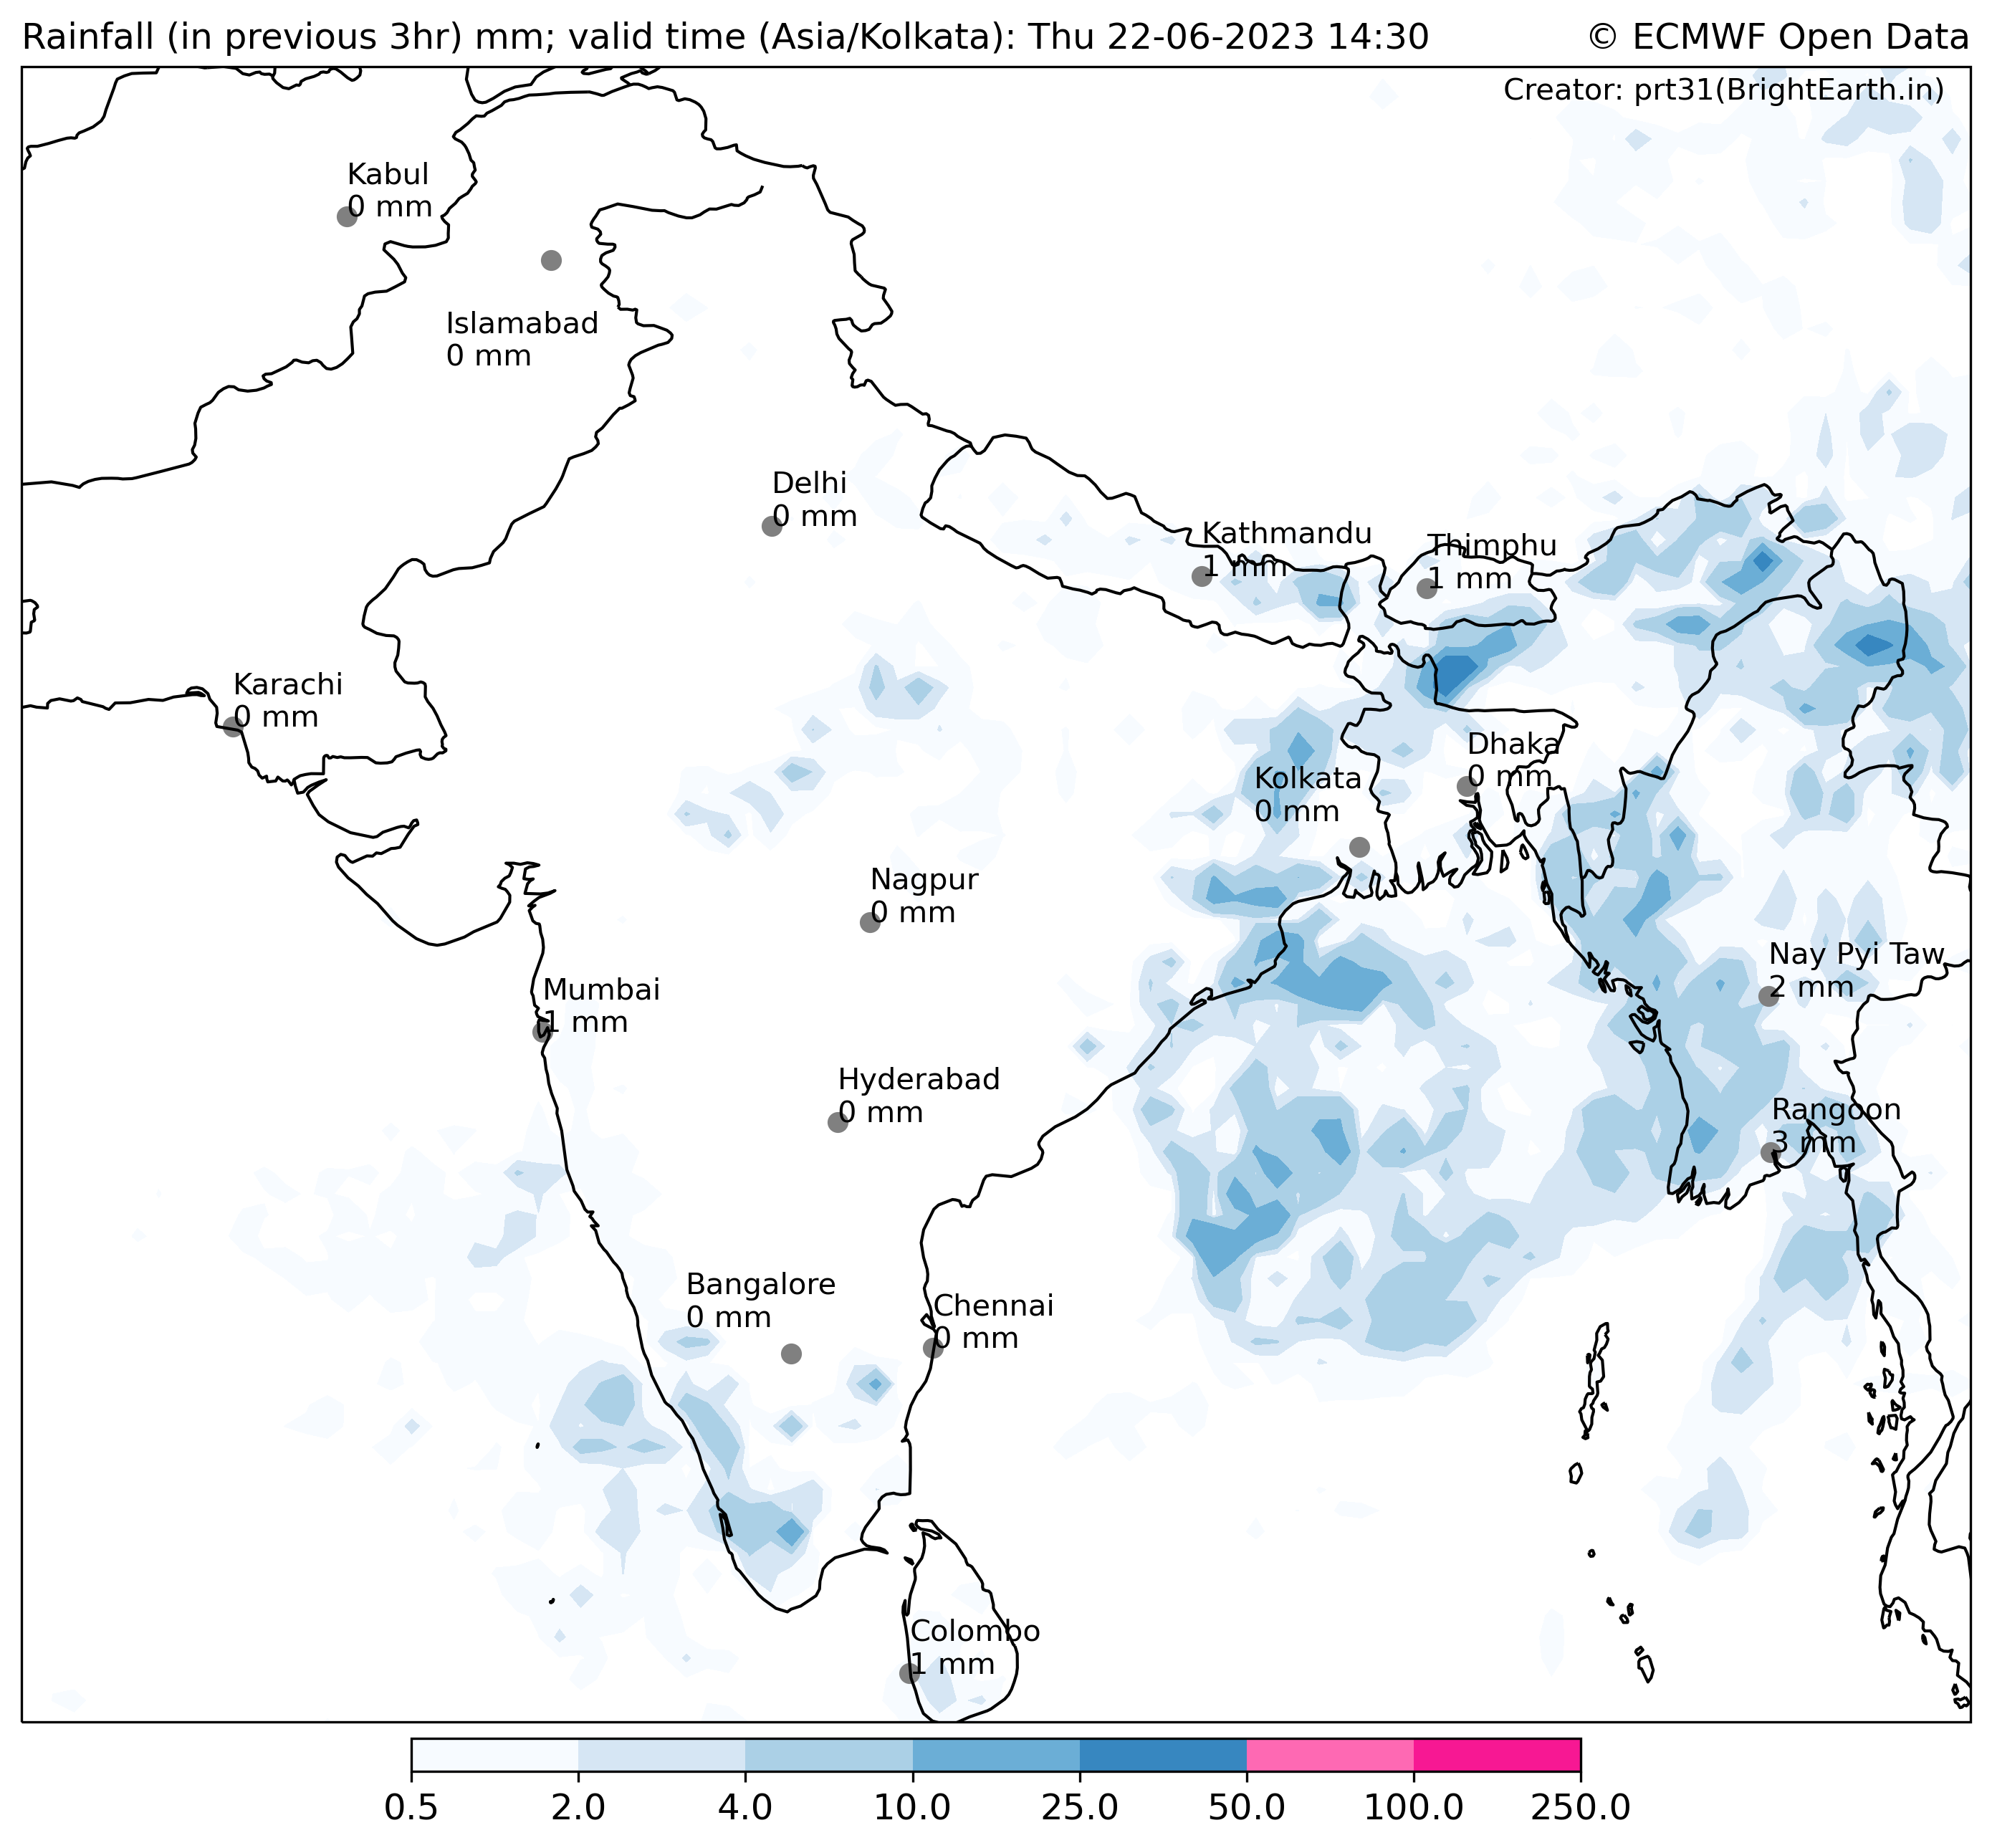 Rainfall (in previous 3hr) mm; valid time (Asia/Kolkata): Thu 22-06-2023 14:30
© ECMWF Open Data
Creator: prt31(BrightEarth.in)
Kabul
0 mm
Islamabad
0 mm
Delhi
0 mm
Kathmandu
1 mm
Thimphu
1 mm
Karachi
0 mm
Dhaka
0 mm
Kolkata
0 mm
Nagpur
0 mm
Nay Pyi Taw
2 mm
Mumbai
1 mm
Hyderabad
0 mm
Rangoon
3 mm
Bangalore
0 mm
Chennai
0 mm
Colombo
1 mm
0.5 2.0 4.0 10.0 25.0 50.0 100.0 250.0